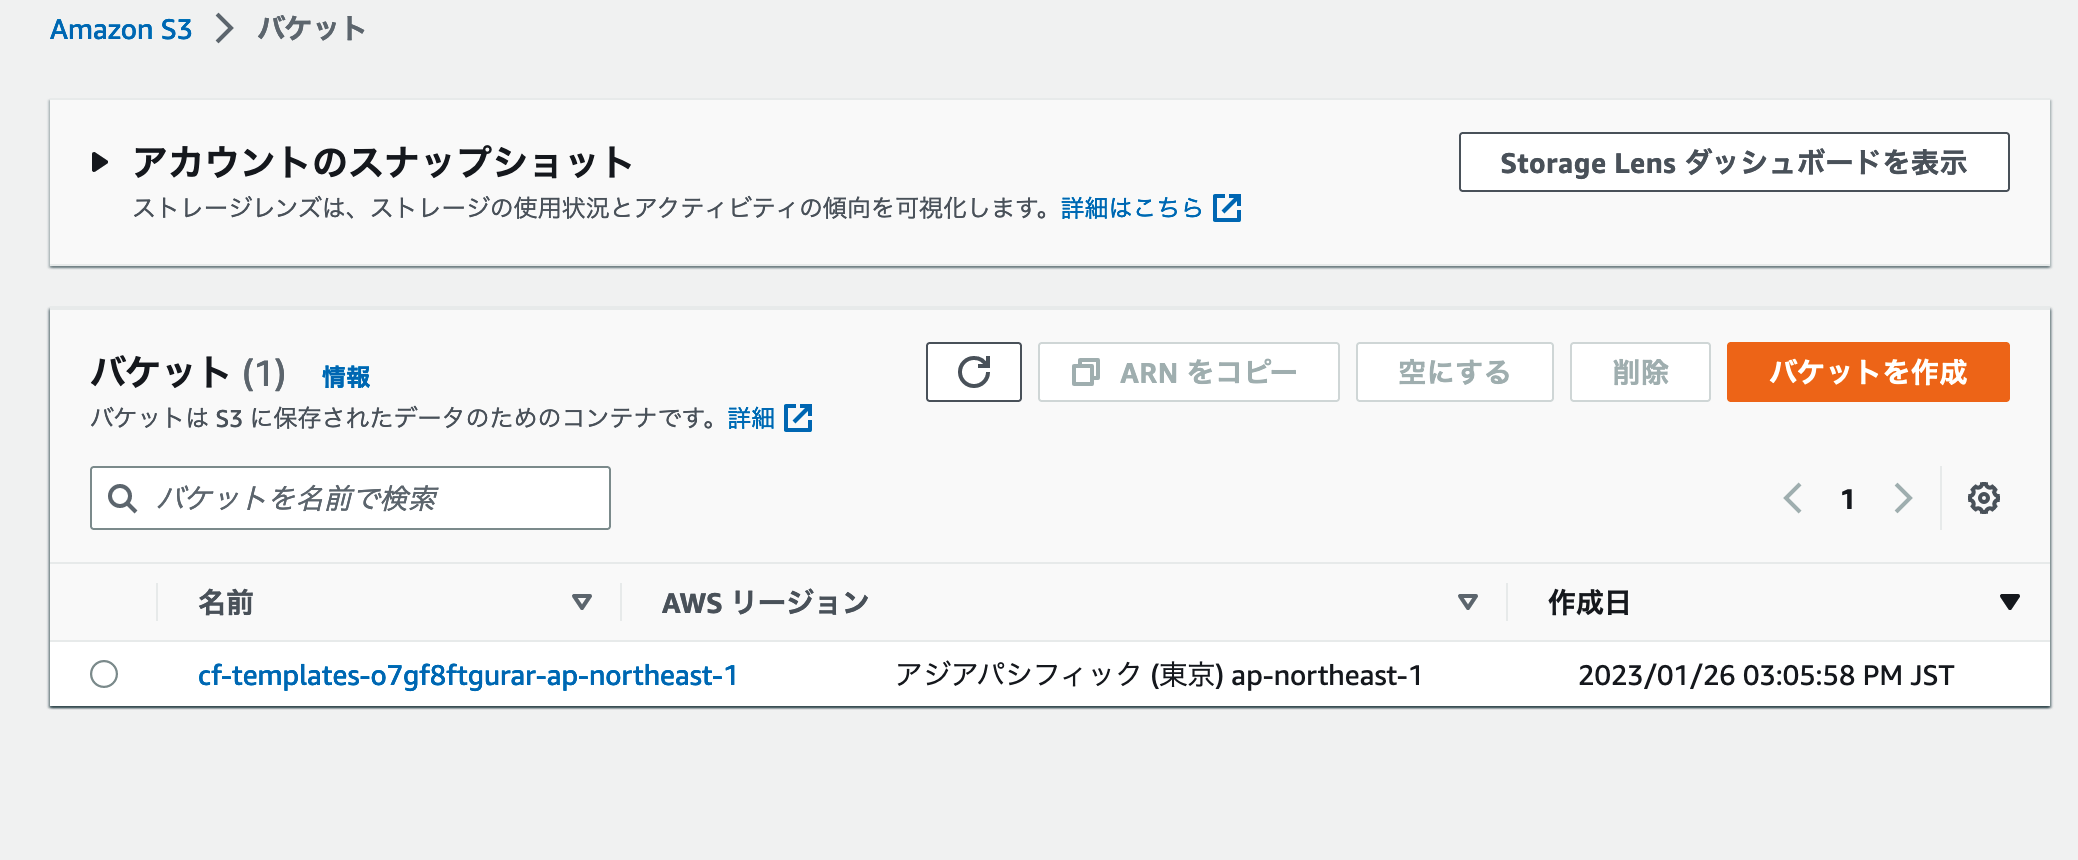 Amazon S3 > バケット
アカウントのスナップショット
Storage Lens ダッシュボードを表示
ストレージレンズは、ストレージの使用状況とアクティビティの傾向を可視化します。詳細はこちら
バケット (1) 情報
ARN をコピー 空にする 削除 バケットを作成
バケットは S3 に保存されたデータのためのコンテナです。詳細
バケットを名前で検索
1
名前 AWS リージョン 作成日
cf-templates-o7gf8ftgurar-ap-northeast-1 アジアパシフィック (東京) ap-northeast-1 2023/01/26 03:05:58 PM JST